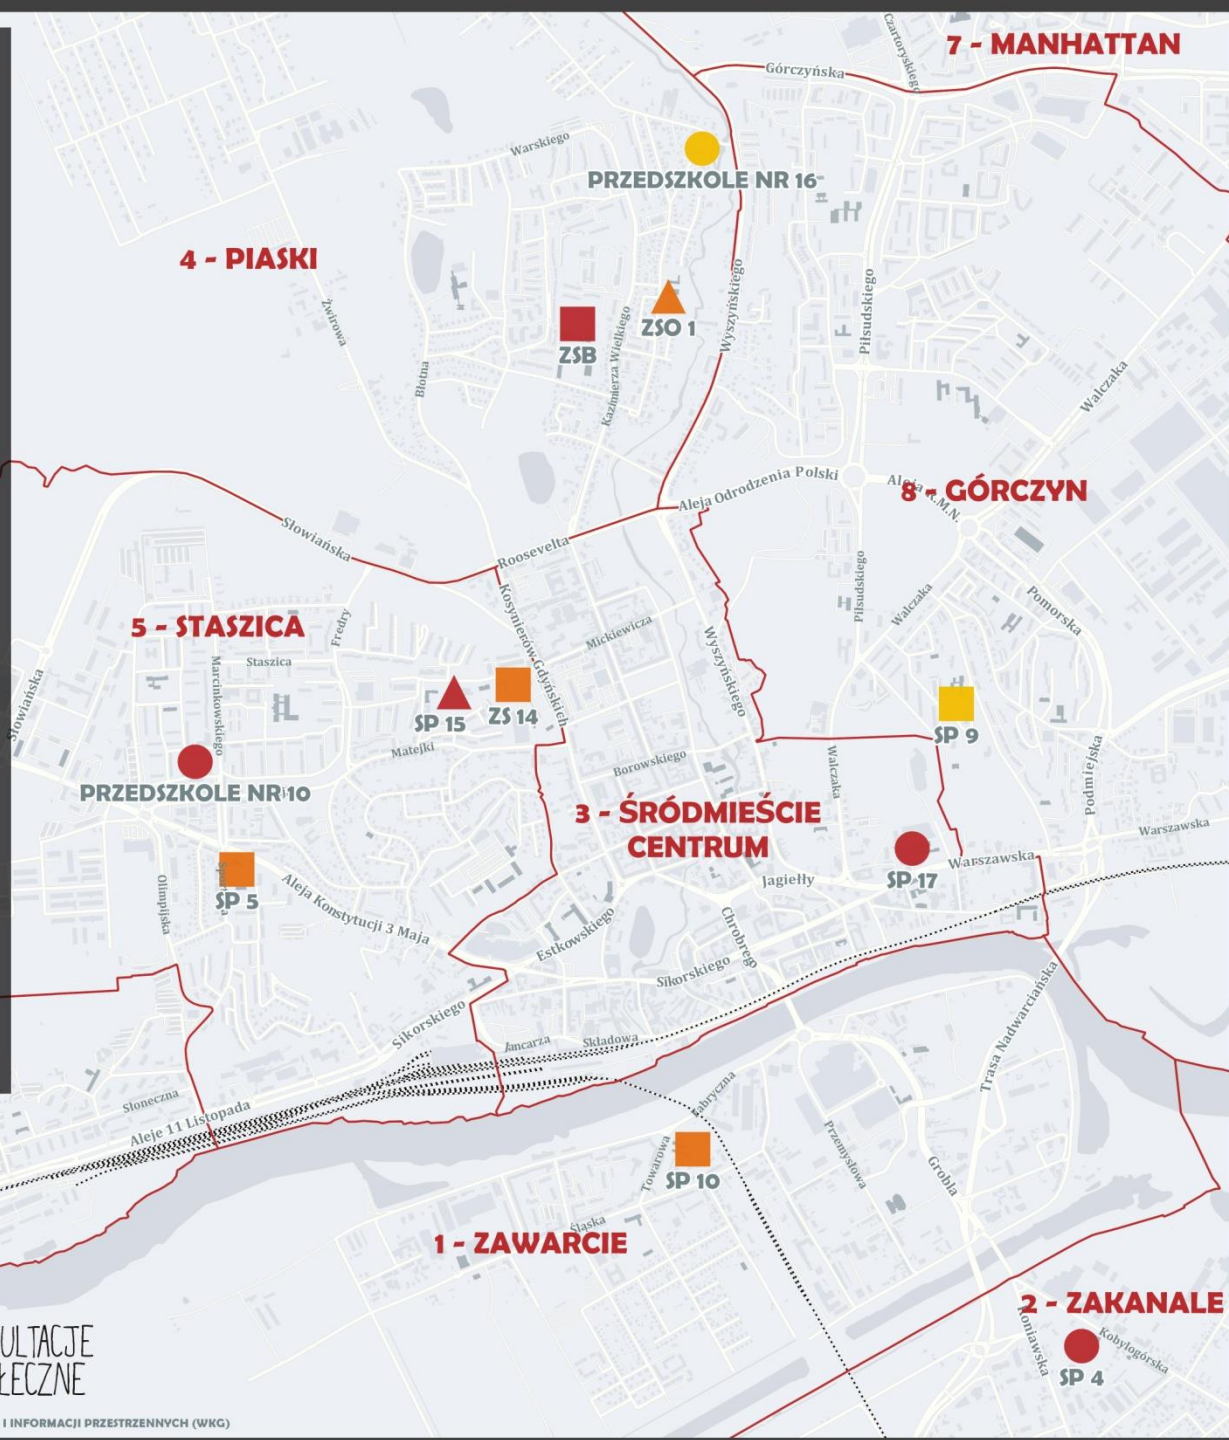 7 - MANHATTAN
Górczyńska
Czartoryskiego
Warskiego
PRZEDSZKOLE NR 16
4 - PIASKI
Żwirowa
Błotna
ZSB
Kazimierza Wielkiego
ZSO 1
Wyszyńskiego
Piłsudskiego
Walczaka
Aleja Odrodzenia Polski
8 - GÓRCZYN
Słowiańska
Roosevelta
Kosynierów Gdyńskich
Mickiewicza
Wyszyńskiego
Piłsudskiego
Walczaka
Pomorska
5 - STASZICA
Fredry
Staszica
Marcinkowskiego
Słowiańska
SP 15
ZS 14
Matejki
SP 9
Podmiejska
PRZEDSZKOLE NR 10
Borowskiego
Walczaka
3 - ŚRÓDMIEŚCIE
CENTRUM
Warszawska
Warszawska
SP 17
Jagiełły
SP 5
Olimpijska
Aleja Konstytucji 3 Maja
Estkowskiego
Chrobrego
Sikorskiego
Sikorskiego
Jancarza
Składowa
Trasa Nadwarciańska
Słoneczna
Aleje 11 Listopada
Fabryczna
Towarowa
SP 10
Przemysłowa
Grobla
Śląska
1 - ZAWARCIE
2 - ZAKANALE
Koniawska
Kobylogórska
SP 4
ULTACJE
ŁECZNE
I INFORMACJI PRZESTRZENNYCH (WKG)